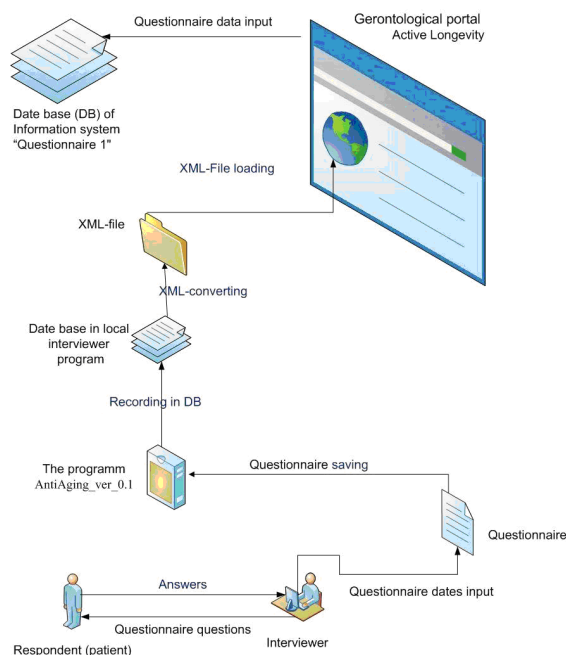 Questionnaire data input
Gerontological portal
Active Longevity
Date base (DB) of
Information system
"Questionnaire 1"
XML-File loading
XML-file
XML-converting
Date base in local
interviewer
program
Recording in DB
The programm
AntiAging_ver_0.1
Questionnaire saving
Questionnaire
Answers
Questionnaire dates input
Questionnaire questions
Interviewer
Respondent (patient)